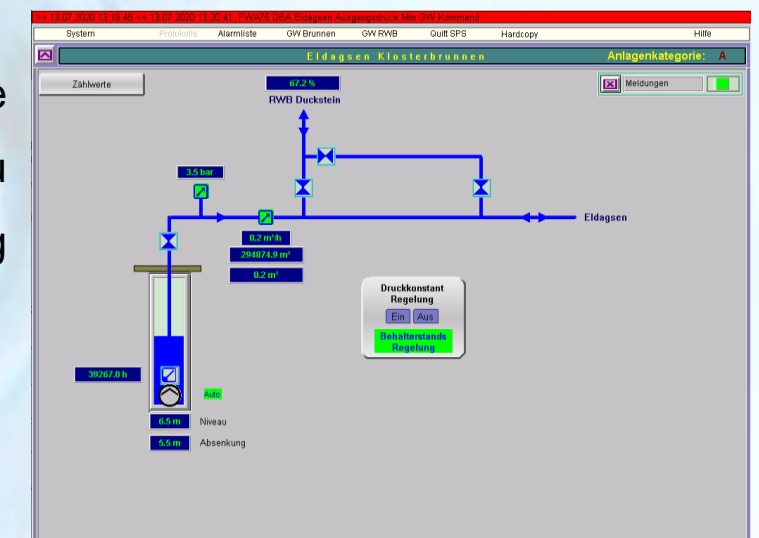 >> 13.07.2020 13:18:46 << 13.07.2020 13:20:41 FWA76 DEA Eldagsen Ausgangsdruck Min GW Kommend
System Protokolle Alarmliste GW Brunnen GW RWB Quitt SPS Hardcopy Hilfe
Eldagsen Klosterbrunnen Anlagenkategorie: A
e
u
g
Zählwerte
67.2 %
RWB Duckstein
Meldungen
3.5 bar
Eldagsen
0.2 m³/h
294874.9 m³
0.2 m³
Druckkonstant
Regelung
Ein Aus
Behälterstands
Regelung
39267.0 h
Auto
6.5 m Niveau
5.5 m Absenkung